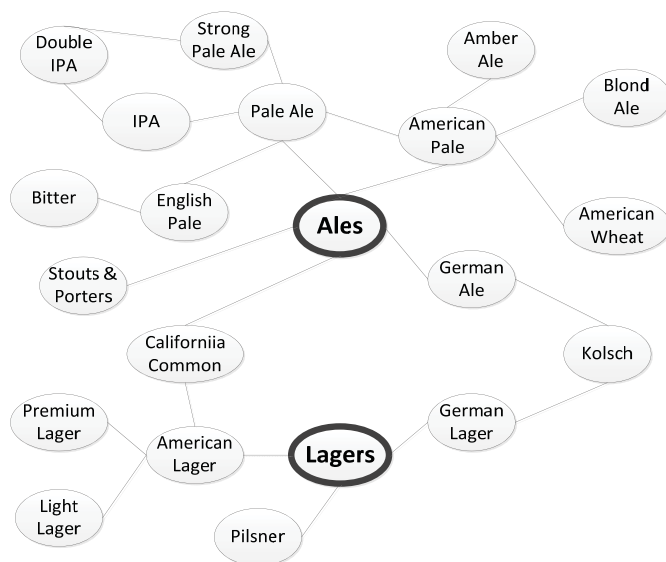 Strong
Pale Ale
Double
IPA
Amber
Ale
Blond
Ale
IPA
Pale Ale
American
Pale
Bitter
English
Pale
Ales
American
Wheat
Stouts &
Porters
German
Ale
Californiia
Common
Kolsch
Premium
Lager
German
Lager
American
Lager
Lagers
Light
Lager
Pilsner